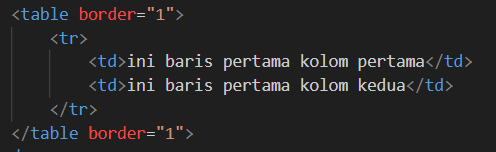 <table border="1">
<tr>
<td>ini baris pertama kolom pertama</td>
<td>ini baris pertama kolom kedua</td>
</tr>
</table border="1">